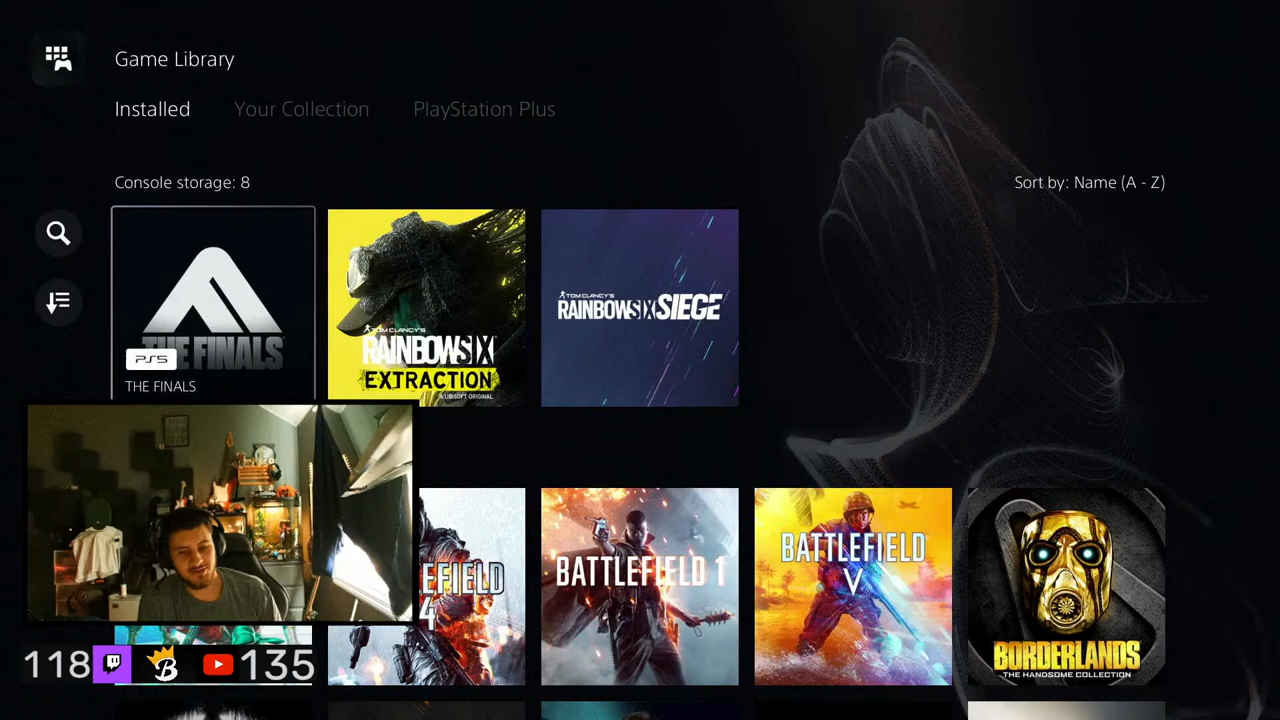 Game Library
Installed
Your Collection
PlayStation Plus
Console storage: 8
Sort by: Name (A - Z)
THE FINALS
PS5
THE FINALS
TOM CLANCY'S
RAINBOWSIX
EXTRACTION
A UBISOFT ORIGINAL
TOM CLANCY'S
RAINBOWSIX SIEGE
EFIELD
4
BATTLEFIELD 1
BATTLEFIELD
V
BORDERLANDS
THE HANDSOME COLLECTION
118
B
135